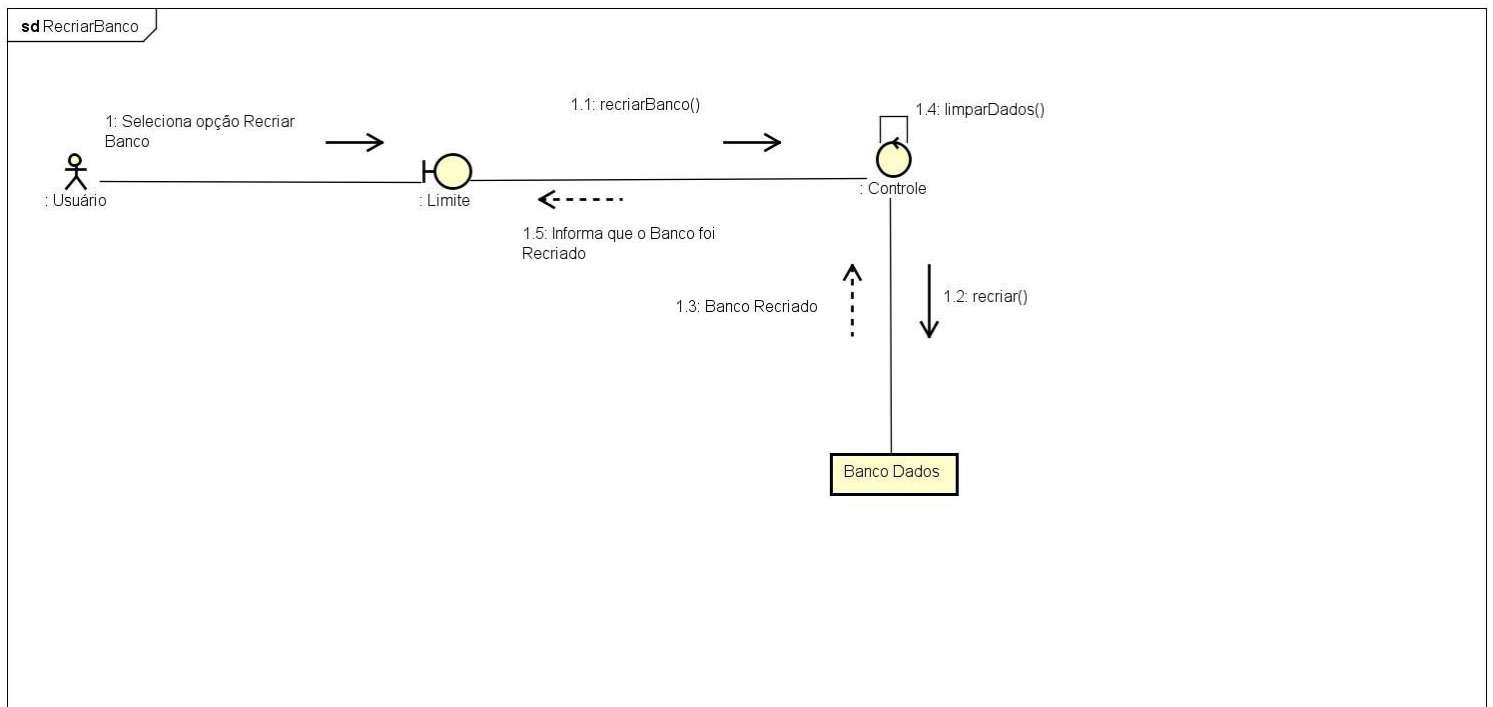 sd RecriarBanco
1.1: recriarBanco()
1.4: limparDados()
1: Seleciona opção Recriar
Banco
: Usuário
: Limite
: Controle
1.5: Informa que o Banco foi
Recriado
1.3: Banco Recriado
1.2: recriar()
Banco Dados